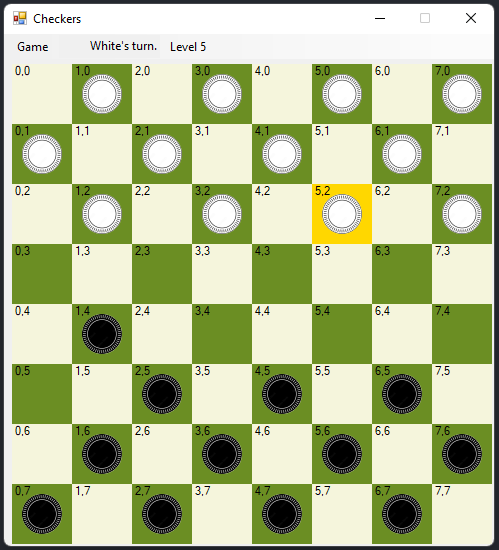 Checkers
Game White's turn. Level 5
0,0 1,0 2,0 3,0 4,0 5,0 6,0 7,0
0,1 1,1 2,1 3,1 4,1 5,1 6,1 7,1
0,2 1,2 2,2 3,2 4,2 5,2 6,2 7,2
0,3 1,3 2,3 3,3 4,3 5,3 6,3 7,3
0,4 1,4 2,4 3,4 4,4 5,4 6,4 7,4
0,5 1,5 2,5 3,5 4,5 5,5 6,5 7,5
0,6 1,6 2,6 3,6 4,6 5,6 6,6 7,6
0,7 1,7 2,7 3,7 4,7 5,7 6,7 7,7